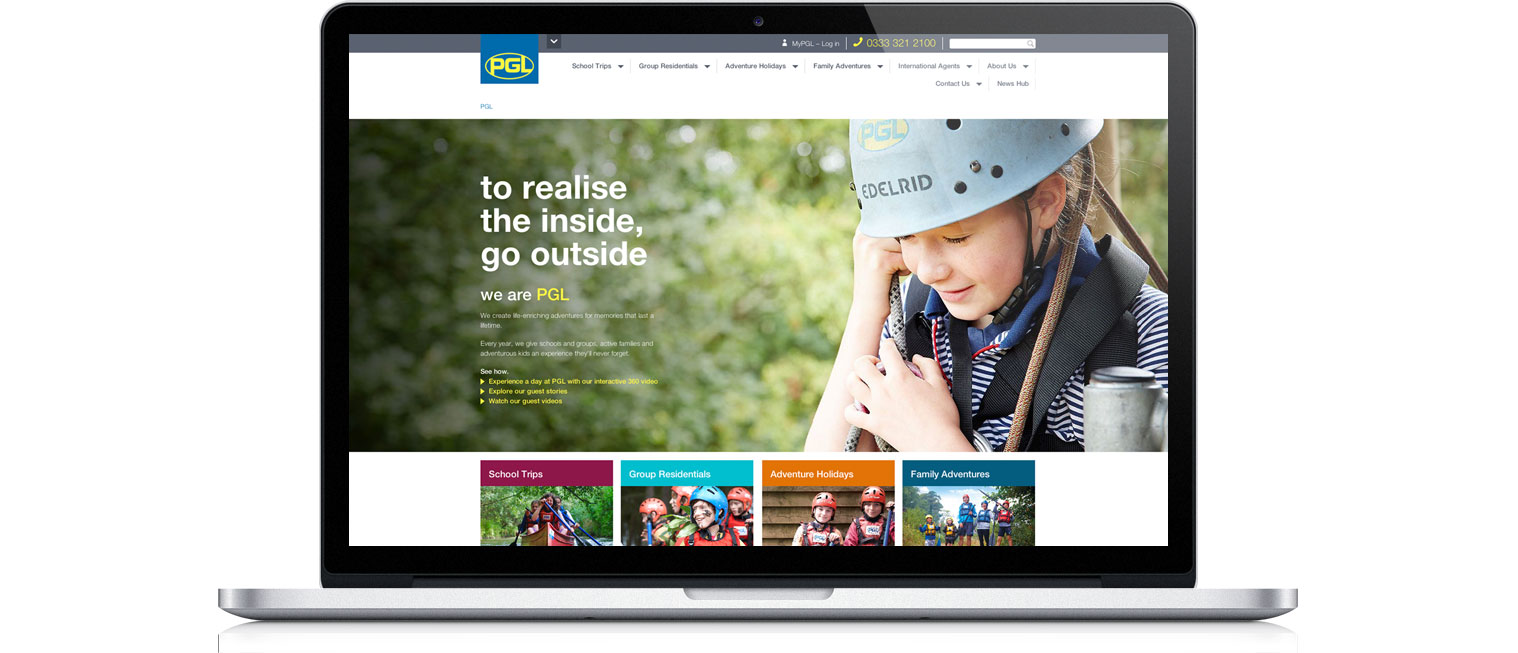 MyPGL – Log in
0333 321 2100
PGL
School Trips
Group Residentials
Adventure Holidays
Family Adventures
International Agents
About Us
Contact Us
News Hub
PGL
PGL
EDELRID
to realise
the inside,
go outside
we are PGL
We create life-enriching adventures for memories that last a
lifetime.
Every year, we give schools and groups, active families and
adventurous kids an experience they'll never forget.
See how.
Experience a day at PGL with our interactive 360 video
Explore our guest stories
Watch our guest videos
School Trips
Group Residentials
Adventure Holidays
Family Adventures